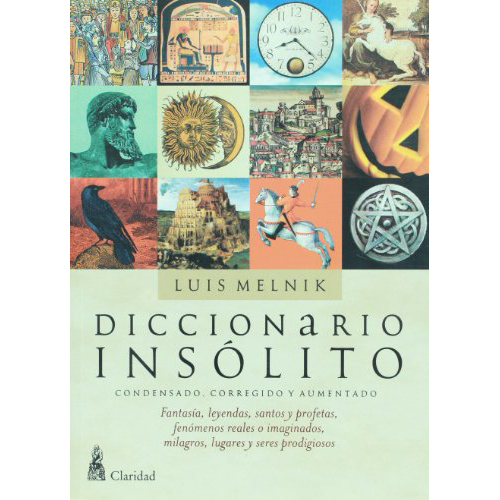 LUIS MELNIK
DICCIONaRIO
INSÓLITO
CONDENSADO, CORREGIDO Y AUMENTADO
Fantasía, leyendas, santos y profetas,
fenómenos reales o imaginados,
milagros, lugares y seres prodigiosos
Claridad